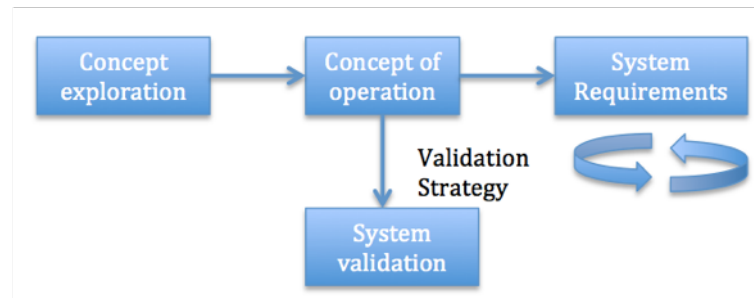 Concept
exploration
Concept of
operation
System
Requirements
Validation
Strategy
System
validation